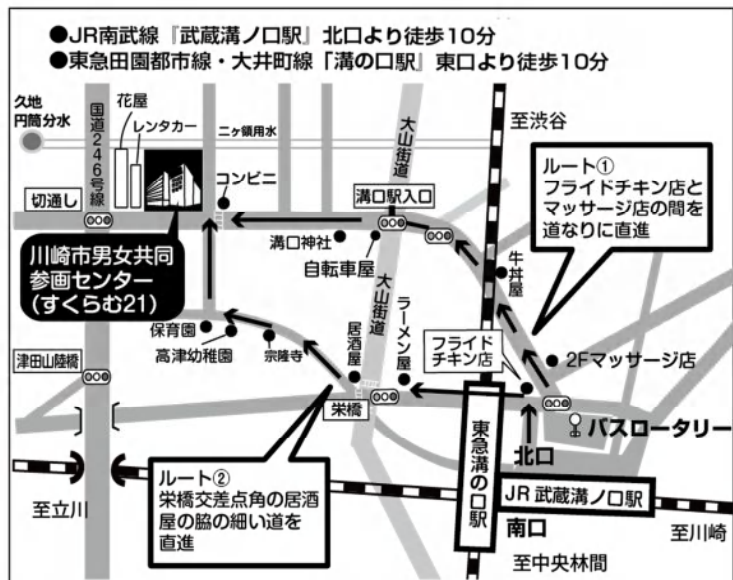 ●JR南武線『武蔵溝ノ口駅』北口より徒歩10分
●東急田園都市線・大井町線「溝の口駅」東口より徒歩10分
久地
円筒分水
国道246号線
花屋
レンタカー
二ヶ領用水
大山街道
至渋谷
ルート①
フライドチキン店と
マッサージ店の間を
道なりに直進
コンビニ
切通し
溝口駅入口
溝口神社
自転車屋
川崎市男女共同
参画センター
(すくらむ21)
牛丼屋
大山街道
ラーメン屋
居酒屋
保育園
高津幼稚園
宗隆寺
フライド
チキン店
2Fマッサージ店
津田山陸橋
栄橋
バスロータリー
北口
東急溝の口駅
ルート②
栄橋交差点角の居酒
屋の脇の細い道を
直進
JR 武蔵溝ノ口駅
至立川
南口
至川崎
至中央林間